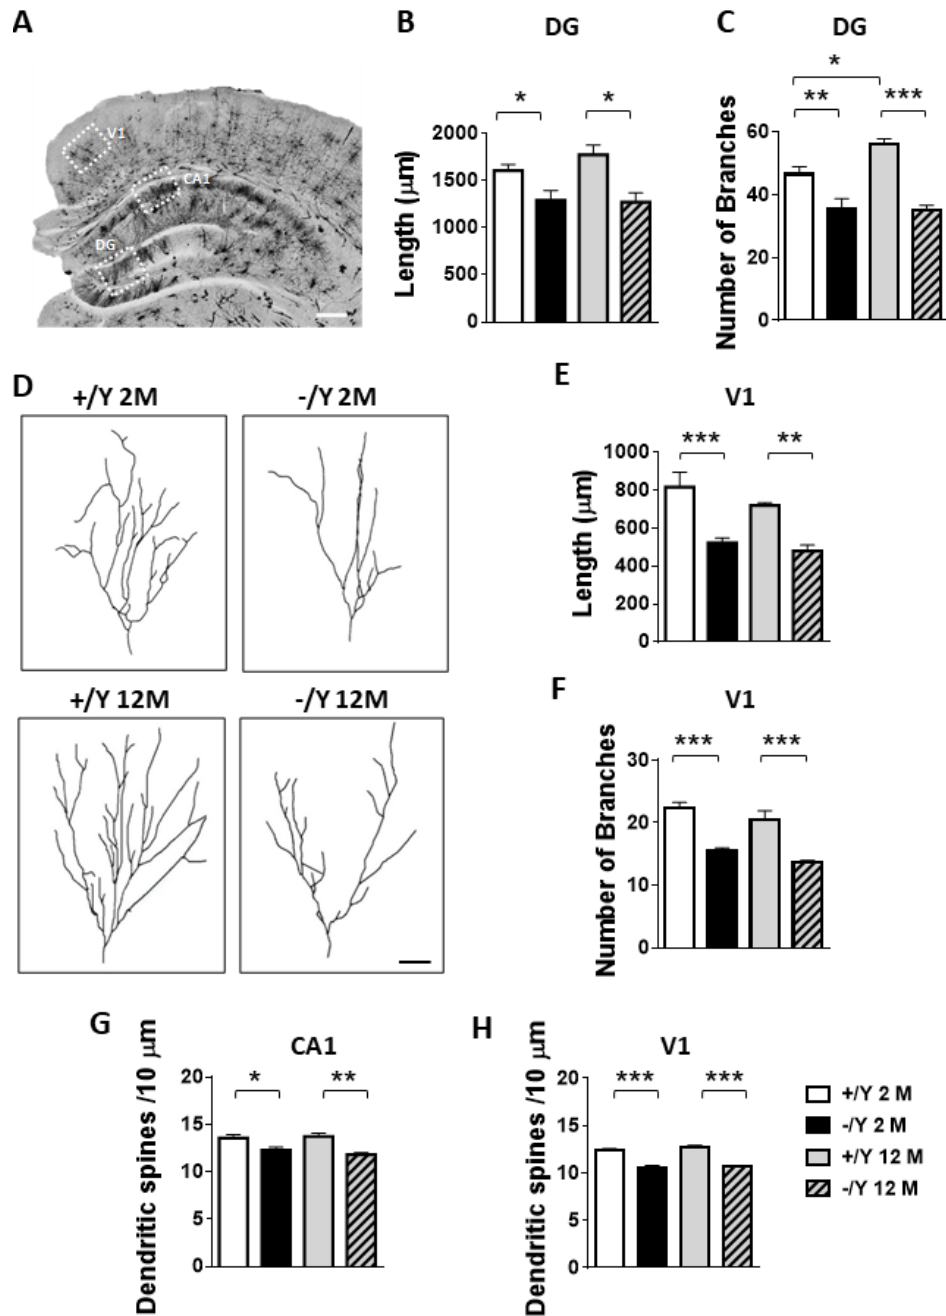 A
V1
CA1
DG
B
DG
*
*
Length (μm)
2000
1500
1000
500
0
C
DG
*
**
***
Number of Branches
60
40
20
0
D
+/Y 2M
-/Y 2M
+/Y 12M
-/Y 12M
E
V1
***
**
Length (μm)
1000
800
600
400
200
0
F
V1
***
***
Number of Branches
30
20
10
0
G
CA1
*
**
Dendritic spines /10 μm
20
15
10
5
0
H
V1
***
***
Dendritic spines /10 μm
20
15
10
5
0
+/Y 2 M
-/Y 2 M
+/Y 12 M
-/Y 12 M